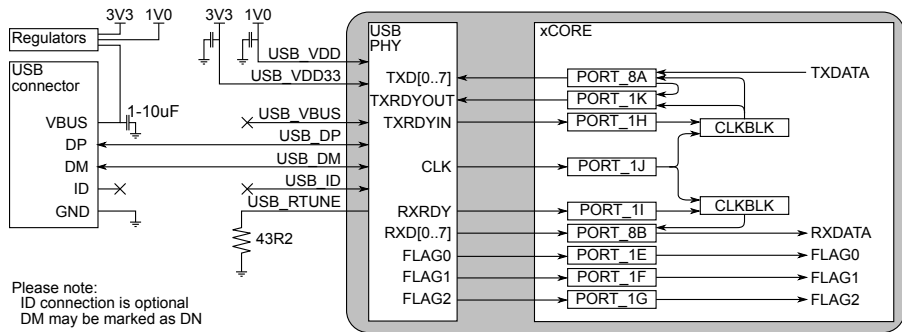 3V3 1V0
Regulators
USB
connector
VBUS
DP
DM
ID
GND
1-10uF
3V3 1V0
USB_VDD
USB_VDD33
USB_VBUS
USB_DP
USB_DM
USB_ID
USB_RTUNE
43R2
Please note:
ID connection is optional
DM may be marked as DN
USB
PHY
TXD[0..7]
TXRDYOUT
TXRDYIN
CLK
RXRDY
RXD[0..7]
FLAG0
FLAG1
FLAG2
xCORE
PORT_8A
PORT_1K
PORT_1H
PORT_1J
PORT_1I
PORT_8B
PORT_1E
PORT_1F
PORT_1G
CLKBLK
CLKBLK
TXDATA
RXDATA
FLAG0
FLAG1
FLAG2